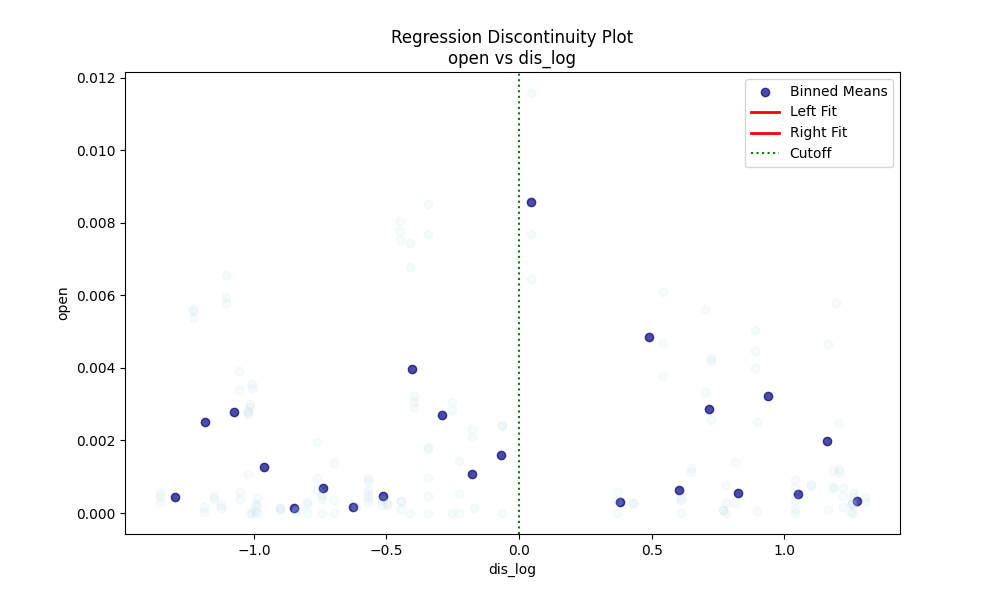 Regression Discontinuity Plot
open vs dis_log
Binned Means
Left Fit
Right Fit
Cutoff
0.012
0.010
0.008
0.006
0.004
0.002
0.000
open
−1.0
−0.5
0.0
0.5
1.0
dis_log